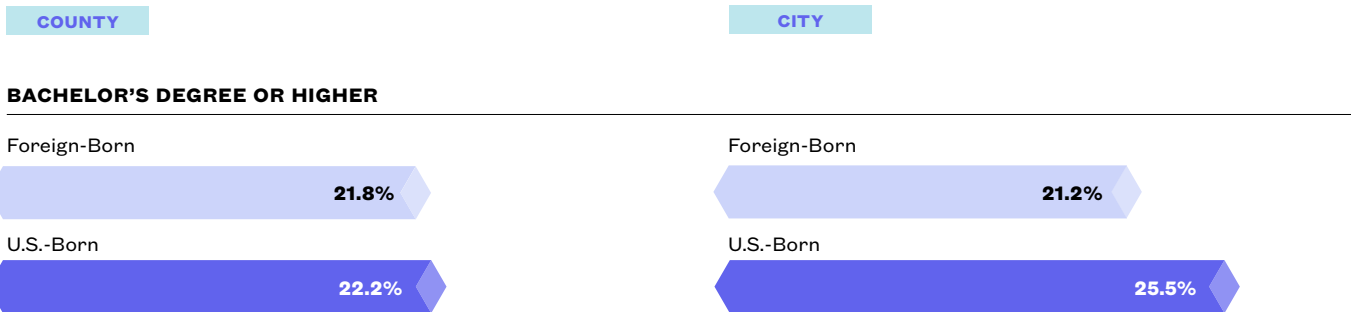 COUNTY
CITY
BACHELOR’S DEGREE OR HIGHER
Foreign-Born
Foreign-Born
21.8%
21.2%
U.S.-Born
U.S.-Born
22.2%
25.5%